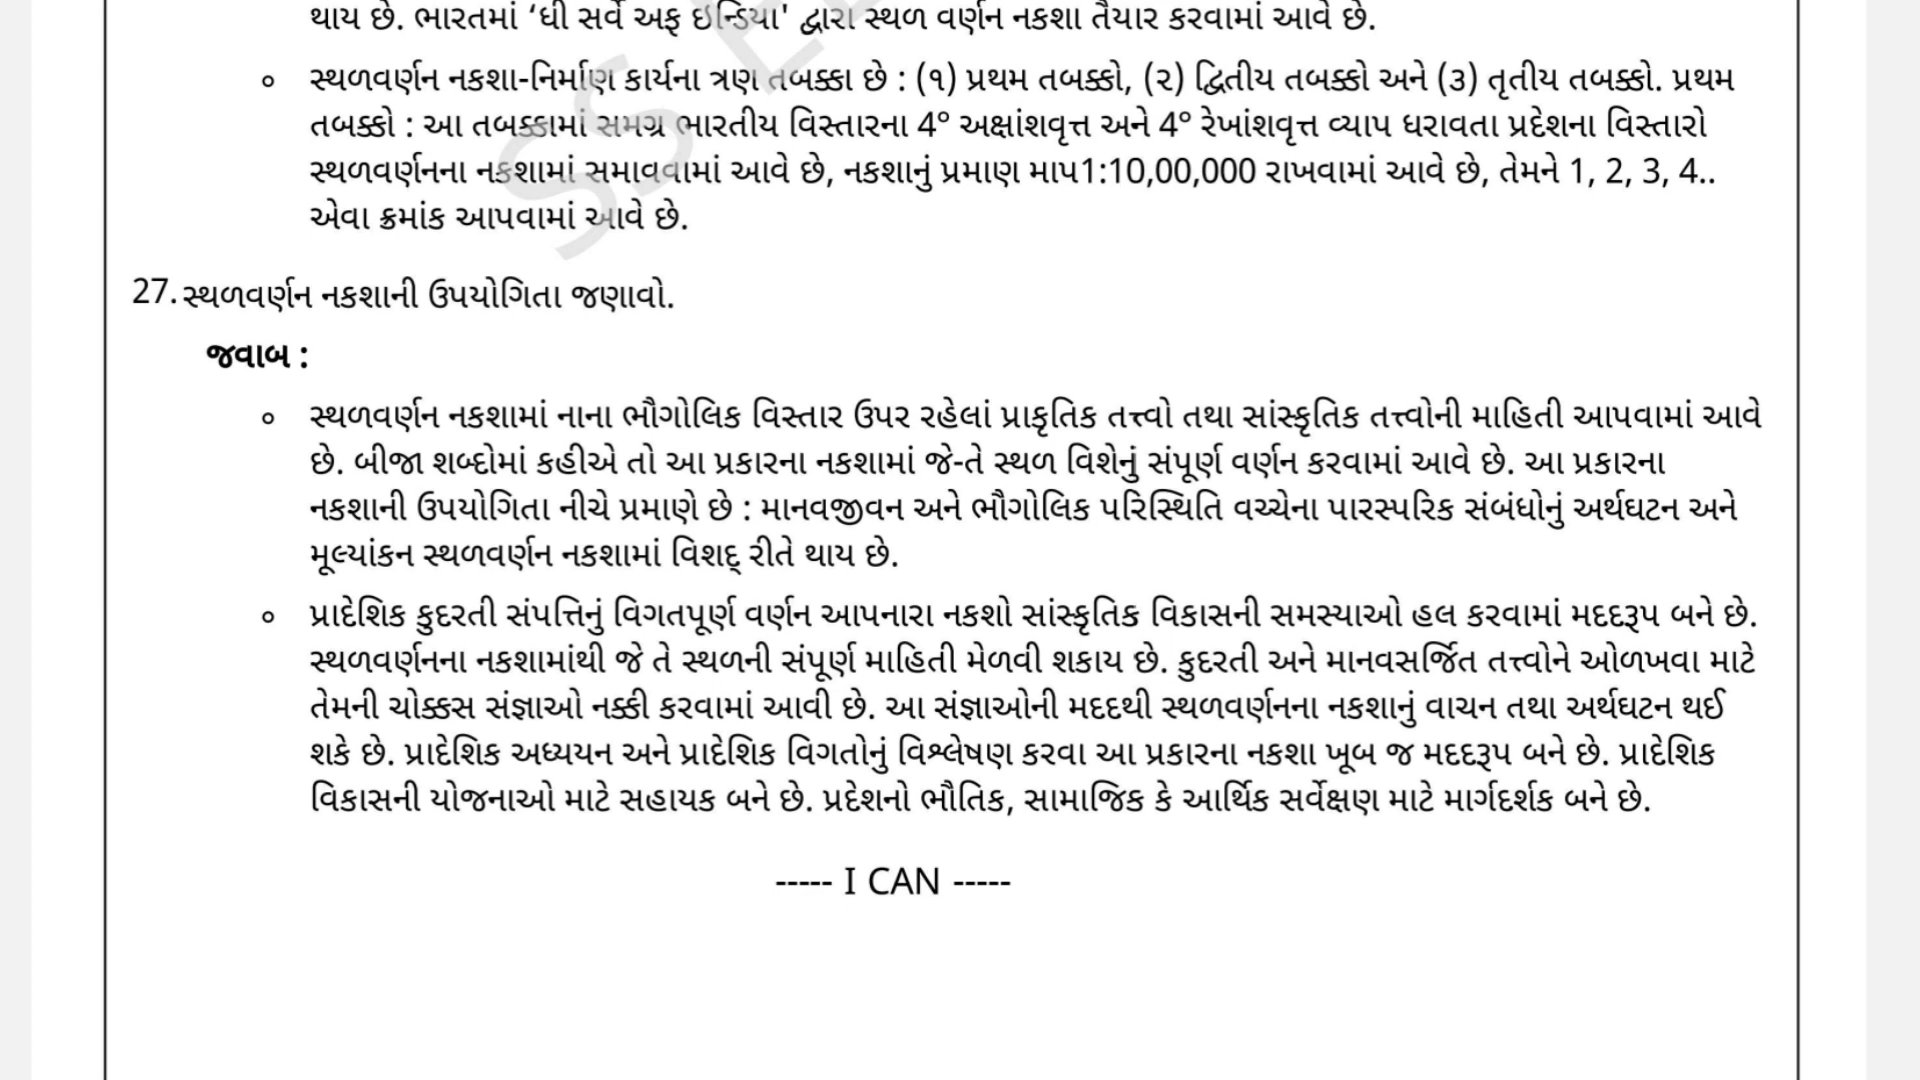 થાય છે. ભારતમાં ‘ધી સર્વે અફ ઇન્ડિયા' દ્વારા સ્થળ વર્ણન નકશા તૈયાર કરવામાં આવે છે.
○ સ્થળવર્ણન નકશા-નિર્માણ કાર્યના ત્રણ તબક્કા છે : (૧) પ્રથમ તબક્કો, (૨) દ્વિતીય તબક્કો અને (૩) તૃતીય તબક્કો. પ્રથમ
તબક્કો : આ તબક્કામાં સમગ્ર ભારતીય વિસ્તારના 4° અક્ષાંશવૃત્ત અને 4° રેખાંશવૃત્ત વ્યાપ ધરાવતા પ્રદેશના વિસ્તારો
સ્થળવર્ણનના નકશામાં સમાવવામાં આવે છે, નકશાનું પ્રમાણ માપ1:10,00,000 રાખવામાં આવે છે, તેમને 1, 2, 3, 4..
એવા ક્રમાંક આપવામાં આવે છે.
27. સ્થળવર્ણન નકશાની ઉપયોગિતા જણાવો.
જવાબ :
○ સ્થળવર્ણન નકશામાં નાના ભૌગોલિક વિસ્તાર ઉપર રહેલાં પ્રાકૃતિક તત્ત્વો તથા સાંસ્કૃતિક તત્ત્વોની માહિતી આપવામાં આવે
છે. બીજા શબ્દોમાં કહીએ તો આ પ્રકારના નકશામાં જે-તે સ્થળ વિશેનું સંપૂર્ણ વર્ણન કરવામાં આવે છે. આ પ્રકારના
નકશાની ઉપયોગિતા નીચે પ્રમાણે છે : માનવજીવન અને ભૌગોલિક પરિસ્થિતિ વચ્ચેના પારસ્પરિક સંબંધોનું અર્થઘટન અને
મૂલ્યાંકન સ્થળવર્ણન નકશામાં વિશદ્ રીતે થાય છે.
○ પ્રાદેશિક કુદરતી સંપત્તિનું વિગતપૂર્ણ વર્ણન આપનારા નકશો સાંસ્કૃતિક વિકાસની સમસ્યાઓ હલ કરવામાં મદદરૂપ બને છે.
સ્થળવર્ણનના નકશામાંથી જે તે સ્થળની સંપૂર્ણ માહિતી મેળવી શકાય છે. કુદરતી અને માનવસર્જિત તત્ત્વોને ઓળખવા માટે
તેમની ચોક્કસ સંજ્ઞાઓ નક્કી કરવામાં આવી છે. આ સંજ્ઞાઓની મદદથી સ્થળવર્ણનના નકશાનું વાચન તથા અર્થઘટન થઈ
શકે છે. પ્રાદેશિક અધ્યયન અને પ્રાદેશિક વિગતોનું વિશ્લેષણ કરવા આ પ્રકારના નકશા ખૂબ જ મદદરૂપ બને છે. પ્રાદેશિક
વિકાસની યોજનાઓ માટે સહાયક બને છે. પ્રદેશનો ભૌતિક, સામાજિક કે આર્થિક સર્વેક્ષણ માટે માર્ગદર્શક બને છે.
----- I CAN -----